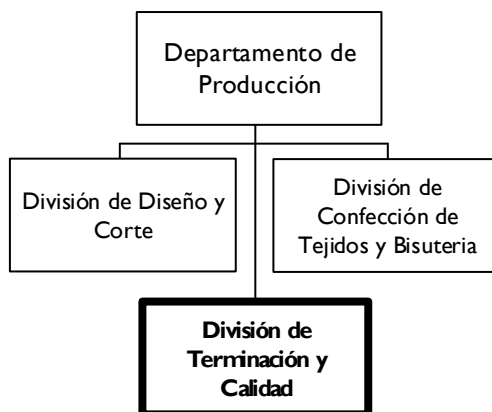 Departamento de
Producción
División de Diseño y
Corte
División de
Confección de
Tejidos y Bisuteria
División de
Terminación y
Calidad